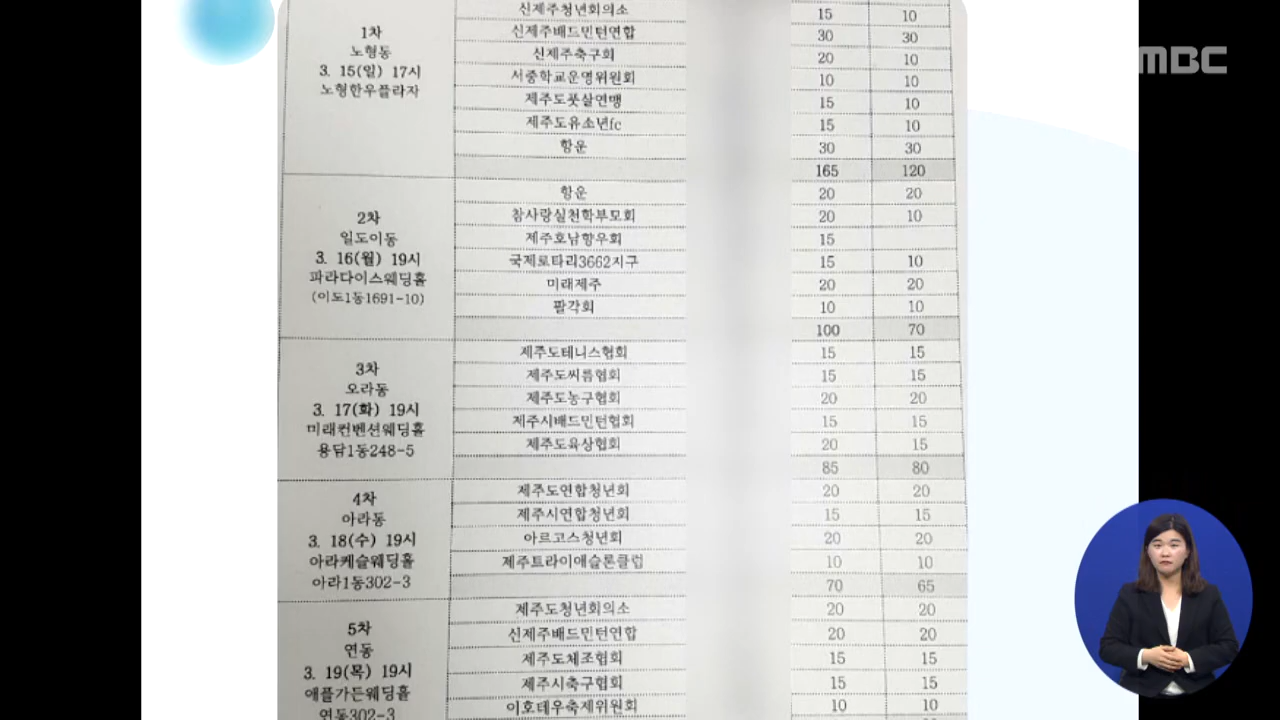 MBC
신제주청년회의소 15 10
1차
노형동
3. 15(일) 17시
노형한우플라자
신제주배드민턴연합 30 30
신제주축구회 20 10
서중학교운영위원회 10 10
제주도풋살연맹 15 10
제주도유소년fc 15 10
항운 30 30
165 120
2차
일도이동
3. 16(월) 19시
파라다이스웨딩홀
(이도1동1691-10)
항운 20 20
참사랑실천학부모회 20 10
제주호남향우회 15
국제로타리3662지구 15 10
미래제주 20 20
팔각회 10 10
100 70
3차
오라동
3. 17(화) 19시
미래컨벤션웨딩홀
용담1동248-5
제주도테니스협회 15 15
제주도씨름협회 15 15
제주도농구협회 20 20
제주시배드민턴협회 15 15
제주도육상협회 20 15
85 80
4차
아라동
3. 18(수) 19시
아라케슬웨딩홀
아라1동302-3
제주도연합청년회 20 20
제주시연합청년회 15 15
아르코스청년회 20 20
제주트라이애슬론클럽 10 10
70 65
5차
연동
3. 19(목) 19시
애플가든웨딩홀
연동302-3
제주도청년회의소 20 20
신제주배드민턴연합 20 20
제주도체조협회 15 15
제주시축구협회 15 15
이호테우축제위원회 10 10